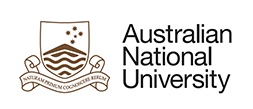 NATURAM PRIMUM COGNOSCERE RERUM
Australian
National
University